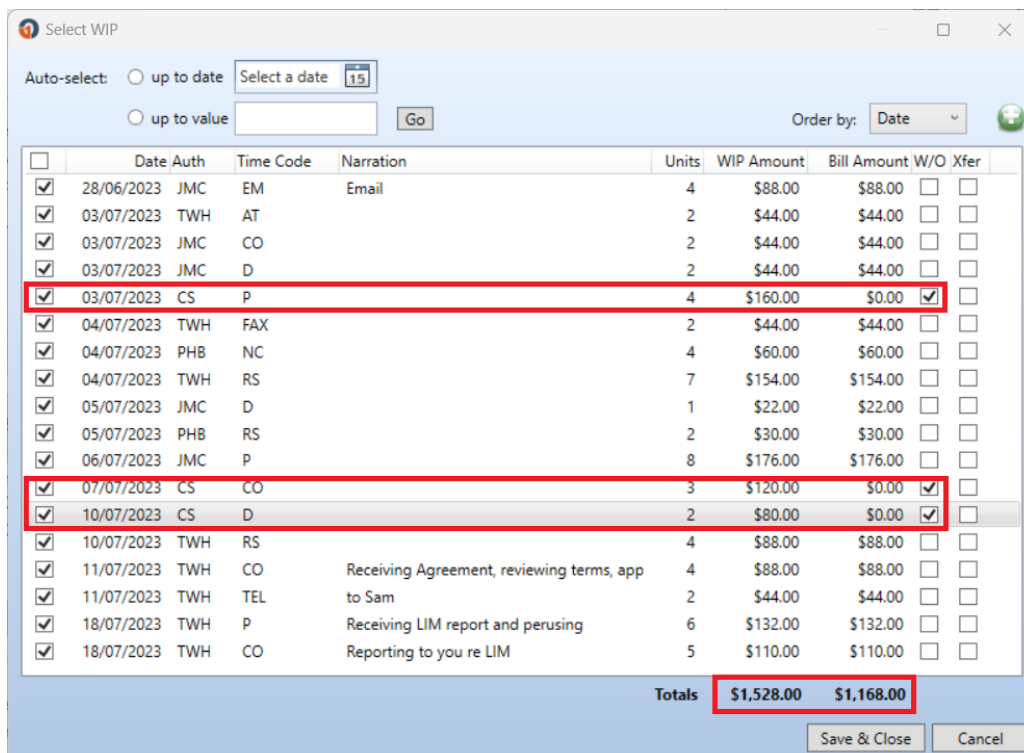 Select WIP
Auto-select: up to date Select a date 15
up to value Go Order by: Date
Date Auth Time Code Narration Units WIP Amount Bill Amount W/O Xfer
28/06/2023 JMC EM Email 4 $88.00 $88.00
03/07/2023 TWH AT 2 $44.00 $44.00
03/07/2023 JMC CO 2 $44.00 $44.00
03/07/2023 JMC D 2 $44.00 $44.00
03/07/2023 CS P 4 $160.00 $0.00
04/07/2023 TWH FAX 2 $44.00 $44.00
04/07/2023 PHB NC 4 $60.00 $60.00
04/07/2023 TWH RS 7 $154.00 $154.00
05/07/2023 JMC D 1 $22.00 $22.00
05/07/2023 PHB RS 2 $30.00 $30.00
06/07/2023 JMC P 8 $176.00 $176.00
07/07/2023 CS CO 3 $120.00 $0.00
10/07/2023 CS D 2 $80.00 $0.00
10/07/2023 TWH RS 4 $88.00 $88.00
11/07/2023 TWH CO Receiving Agreement, reviewing terms, app 4 $88.00 $88.00
11/07/2023 TWH TEL to Sam 2 $44.00 $44.00
18/07/2023 TWH P Receiving LIM report and perusing 6 $132.00 $132.00
18/07/2023 TWH CO Reporting to you re LIM 5 $110.00 $110.00
Totals $1,528.00 $1,168.00
Save & Close Cancel